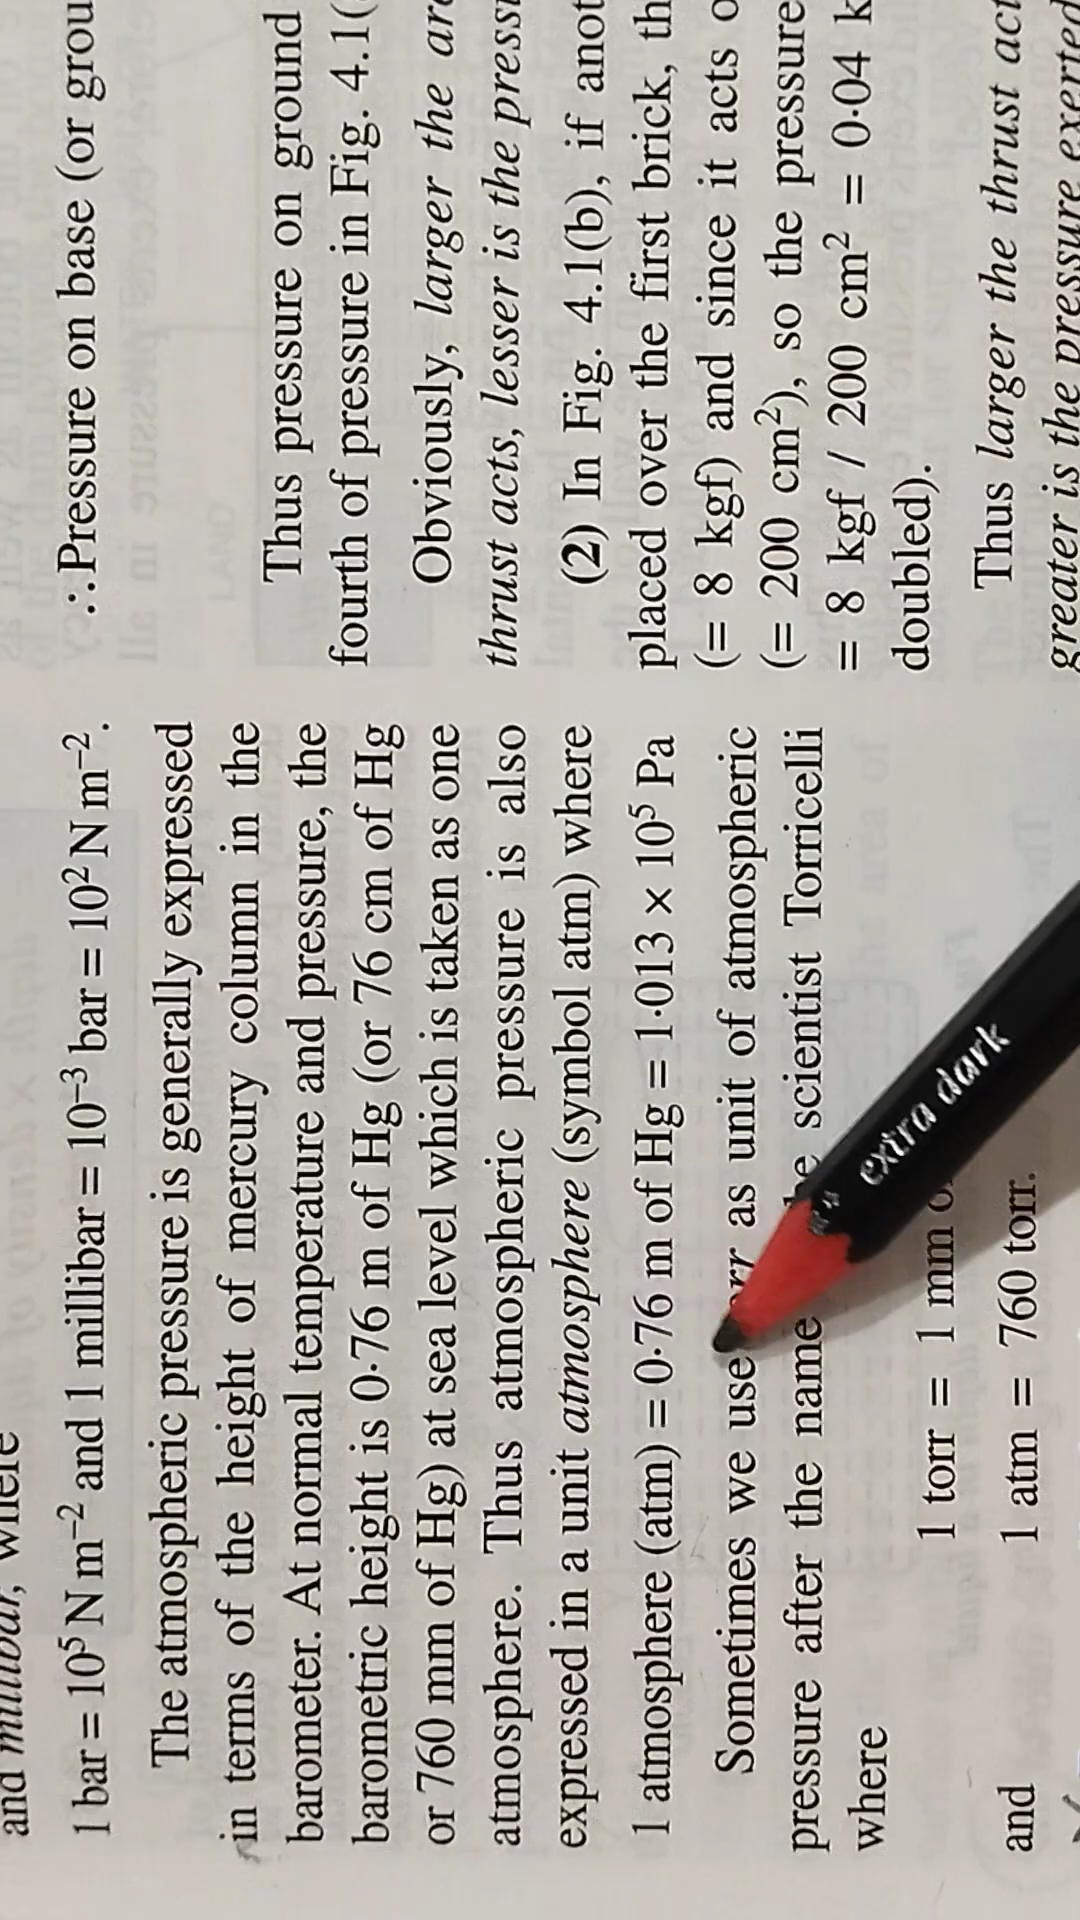 and millibar, where
1 bar = 10⁵ N m⁻² and 1 millibar = 10⁻³ bar = 10² N m⁻².
The atmospheric pressure is generally expressed
in terms of the height of mercury column in the
barometer. At normal temperature and pressure, the
barometric height is 0·76 m of Hg (or 76 cm of Hg
or 760 mm of Hg) at sea level which is taken as one
atmosphere. Thus atmospheric pressure is also
expressed in a unit atmosphere (symbol atm) where
1 atmosphere (atm) = 0·76 m of Hg = 1·013 × 10⁵ Pa
Sometimes we use as unit of atmospheric
pressure after the name scientist Torricelli
where
1 torr = 1 mm
and 1 atm = 760 torr.
∴ Pressure on base (or
Thus pressure on ground
fourth of pressure in Fig. 4.1(
Obviously, larger the
thrust acts, lesser is the
(2) In Fig. 4.1(b), if
placed over the first brick,
(= 8 kgf) and since it acts
(= 200 cm²), so the pressure
= 8 kgf / 200 cm² = 0·04
doubled).
Thus larger the thrust
greater is the pressure exerted
extra dark